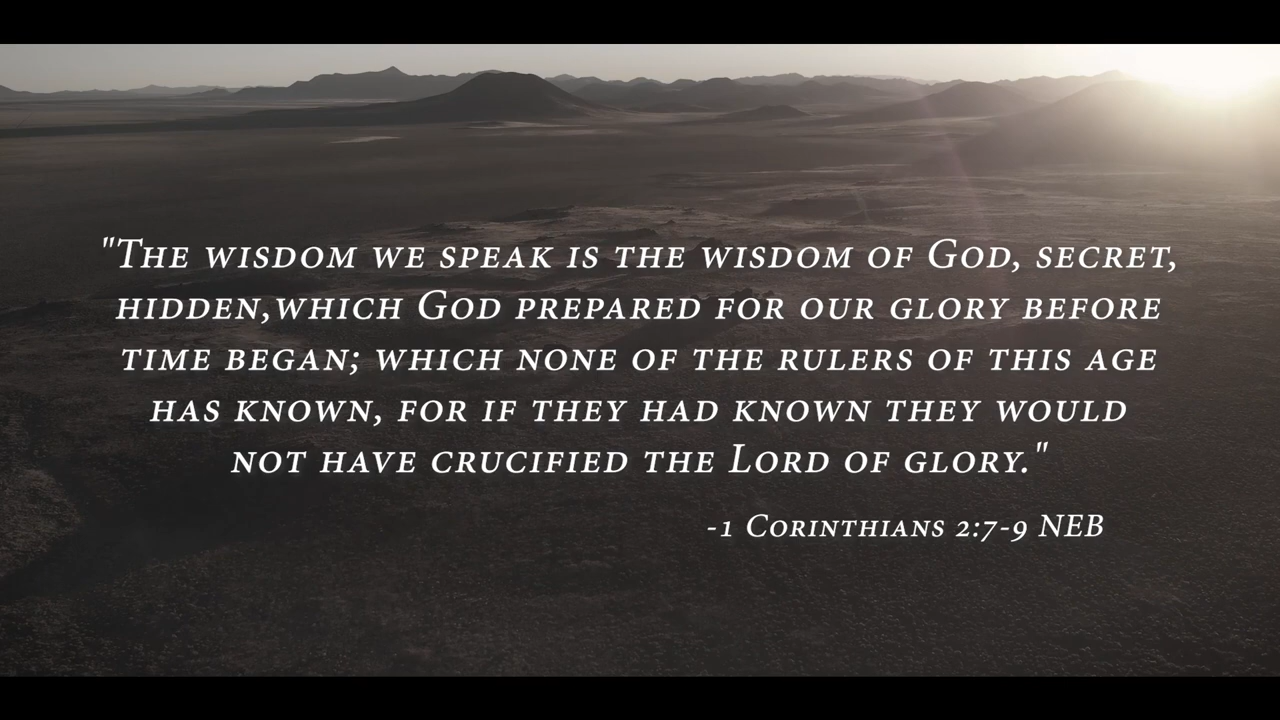 "The wisdom we speak is the wisdom of God, secret,
hidden,which God prepared for our glory before
time began; which none of the rulers of this age
has known, for if they had known they would
not have crucified the Lord of glory."
-1 Corinthians 2:7-9 NEB